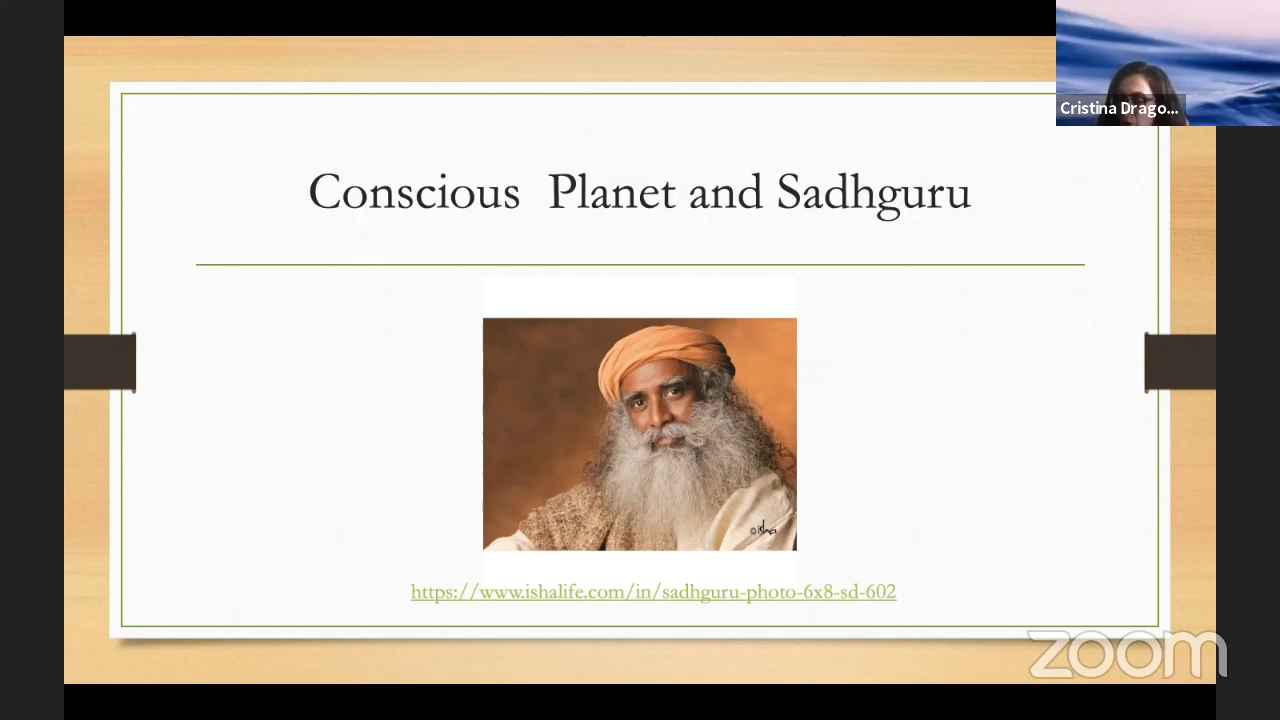 Cristina Drago...
Conscious Planet and Sadhguru
©isha
https://www.ishalife.com/in/sadhguru-photo-6x8-sd-602
zoom